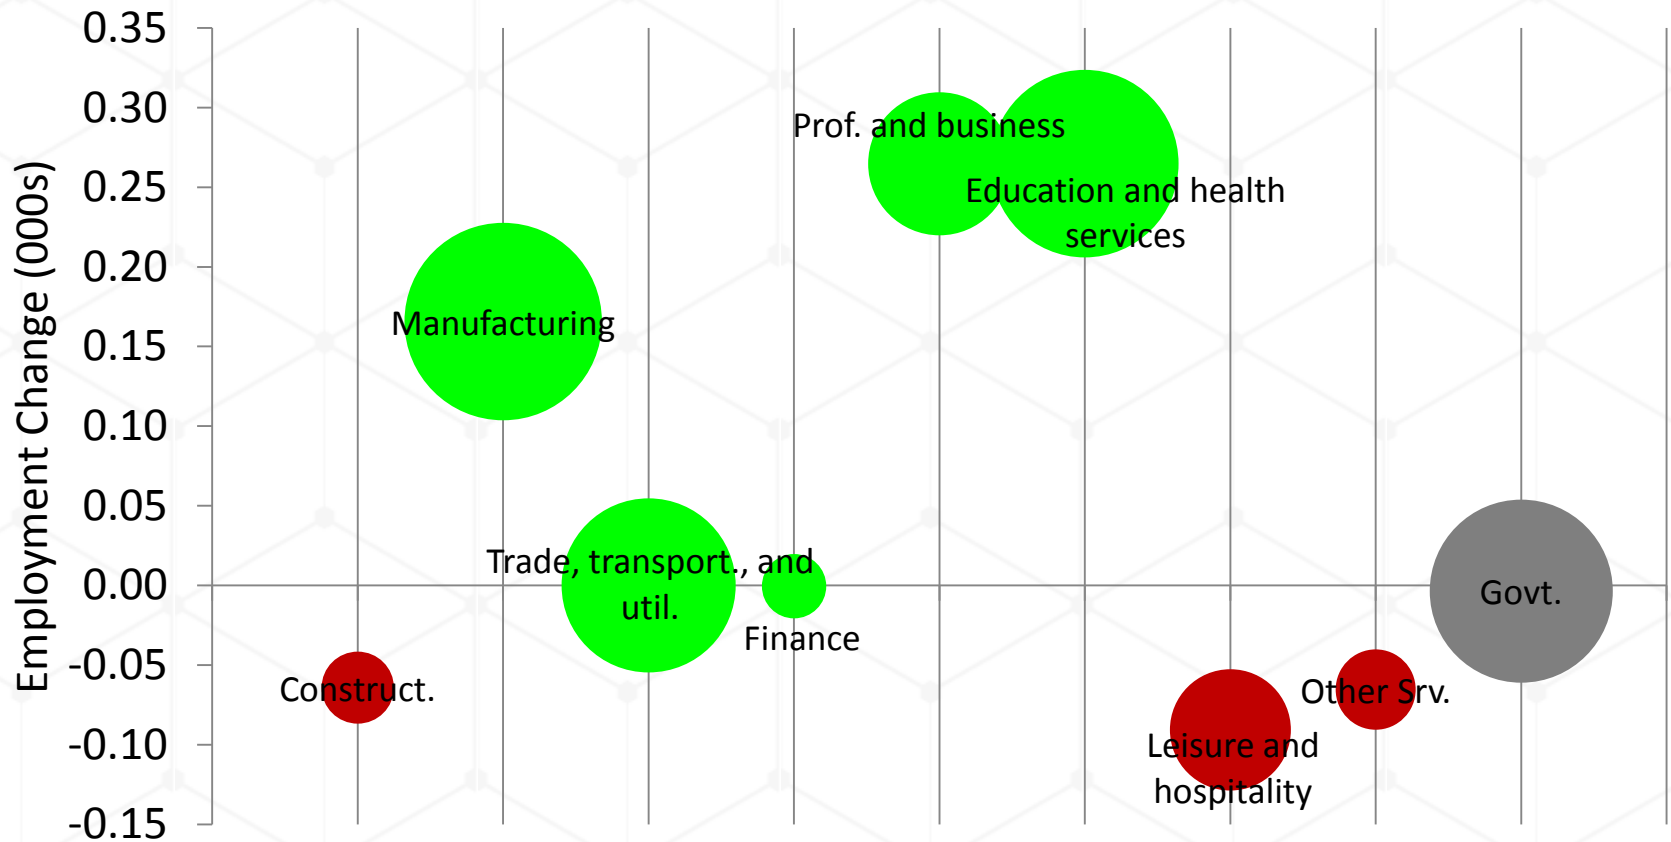 Employment Change (000s)
0.35
0.30
0.25
0.20
0.15
0.10
0.05
0.00
-0.05
-0.10
-0.15
Prof. and business
Education and health
services
Manufacturing
Trade, transport., and
util.
Finance
Govt.
Construct.
Other Srv.
Leisure and
hospitality